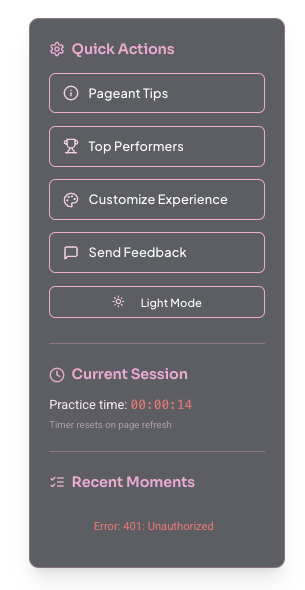 Quick Actions
Pageant Tips
Top Performers
Customize Experience
Send Feedback
Light Mode
Current Session
Practice time: 00:00:14
Timer resets on page refresh
Recent Moments
Error: 401: Unauthorized